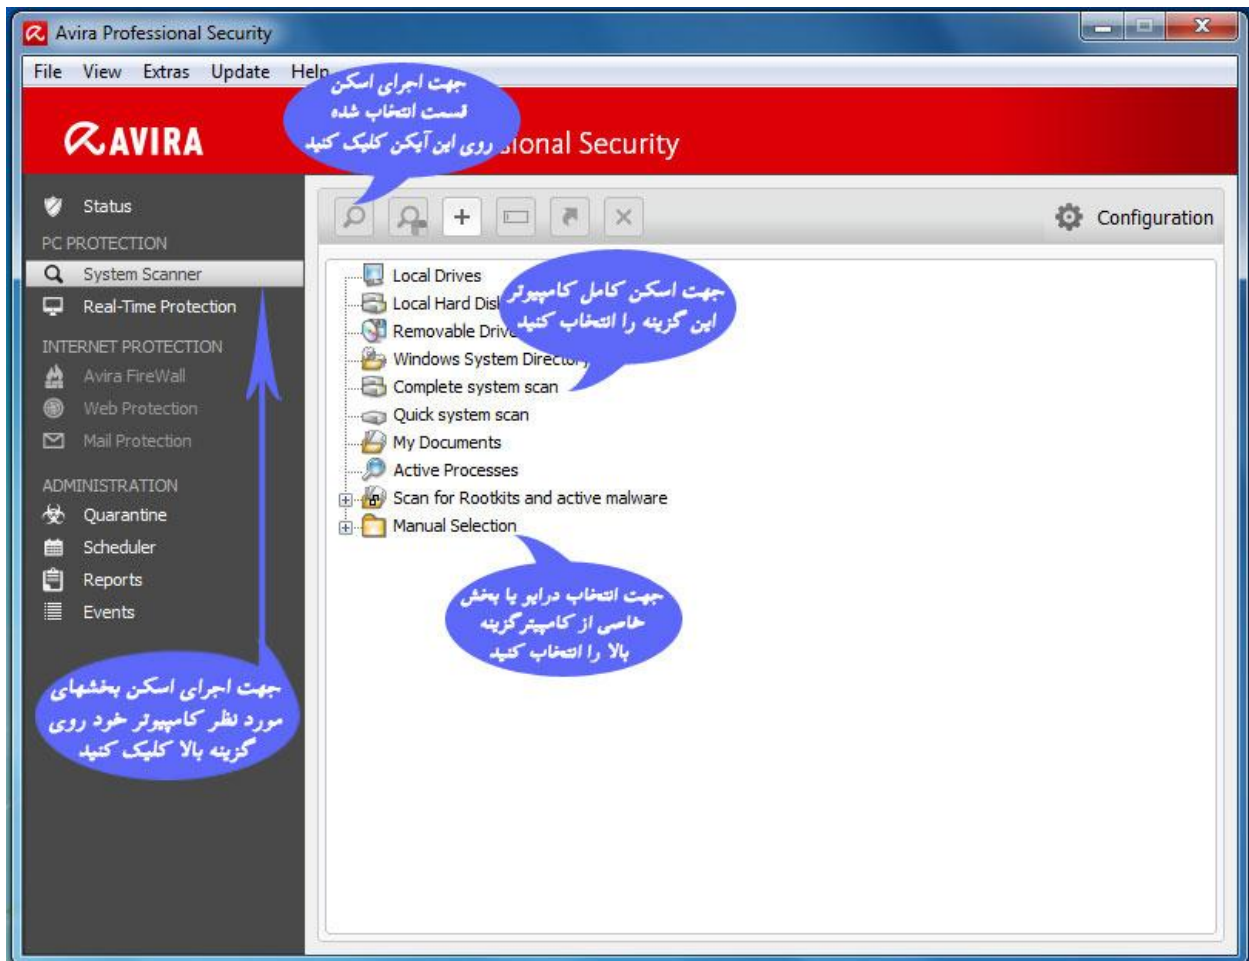 Avira Professional Security
File View Extras Update Help
جهت اجرای اسکن
قسمت انتخاب شده
روی این آیکن کلیک کنید
AVIRA
sional Security
Status
PC PROTECTION
System Scanner
Real-Time Protection
INTERNET PROTECTION
Avira FireWall
Web Protection
Mail Protection
ADMINISTRATION
Quarantine
Scheduler
Reports
Events
جهت اجرای اسکن بخشهای
مورد نظر کامپیوتر خود روی
گزینه بالا کلیک کنید
Configuration
Local Drives
Local Hard Disk
Removable Drive
Windows System Directory
Complete system scan
Quick system scan
My Documents
Active Processes
Scan for Rootkits and active malware
Manual Selection
جهت اسکن کامل کامپیوتر
این گزینه را انتخاب کنید
جهت انتخاب درایو یا بخش
خاصی از کامپیترگزینه
بالا را انتخاب کنید